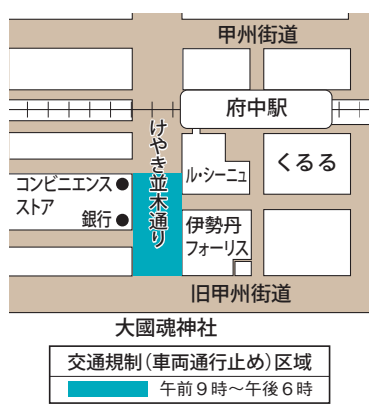 甲州街道
府中駅
けやき並木通り
ル・シーニュ
くるる
コンビニエンス
ストア
銀行
伊勢丹
フォーリス
旧甲州街道
大國魂神社
交通規制(車両通行止め)区域
午前9時～午後6時